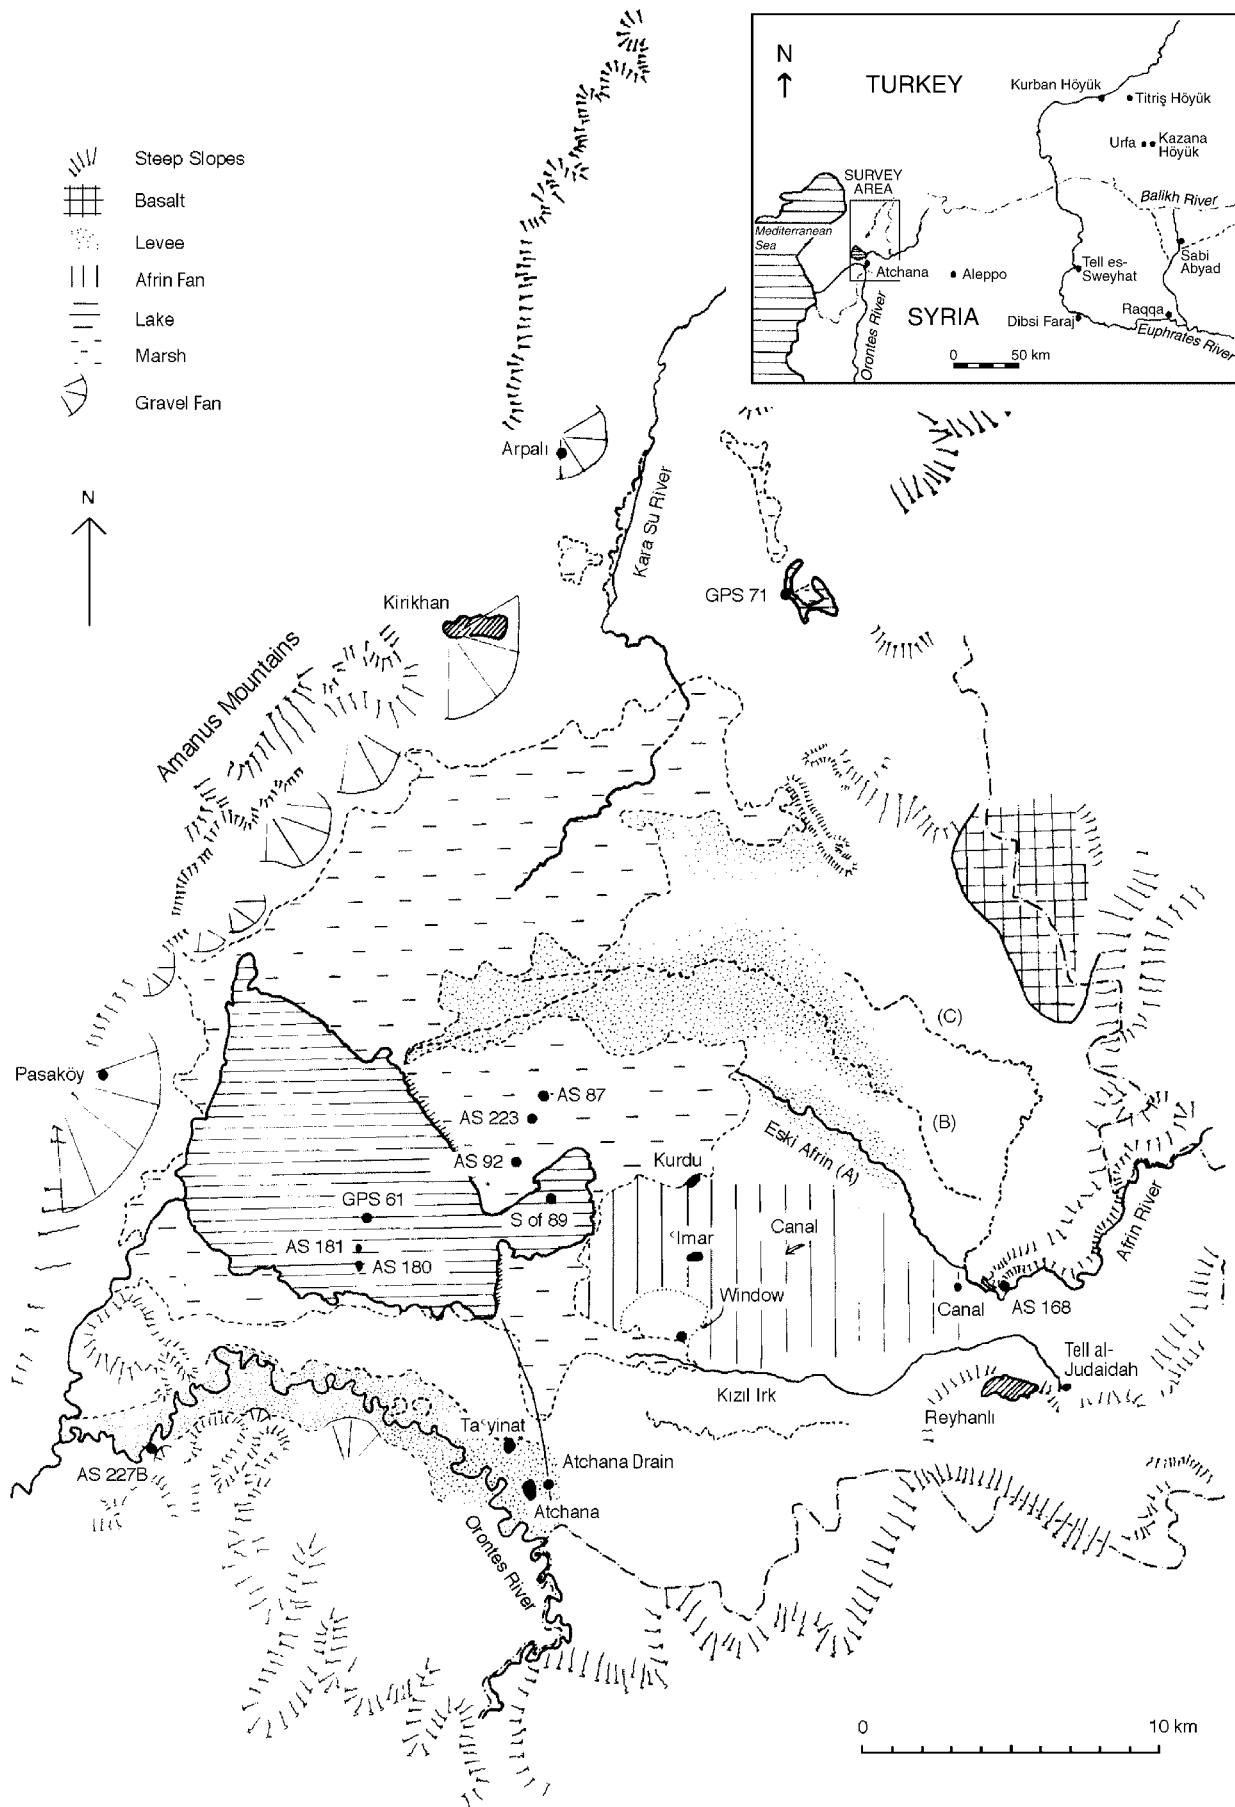 N
TURKEY
Kurban Höyük
Titriş Höyük
Urfa
Kazana
Höyük
SURVEY
AREA
Balikh River
Mediterranean
Sea
Sabi
Abyad
Tell es-
Sweyhat
Atchana
Aleppo
SYRIA
Orontes River
Dibsi Faraj
Raqqa
Euphrates River
0 50 km
Steep Slopes
Basalt
Levee
Afrin Fan
Lake
Marsh
Gravel Fan
N
Arpalı
Kara Su River
GPS 71
Kirikhan
Amanus Mountains
(C)
Pasaköy
AS 87
AS 223
(B)
Eski Afrin (A)
AS 92
Kurdu
GPS 61
S of 89
Afrin River
ʿImar
Canal
AS 181
AS 180
Window
Canal
AS 168
Tell al-
Judaidah
Kızıl Irk
Reyhanlı
Taʿyinat
AS 227B
Atchana Drain
Atchana
Orontes River
0 10 km